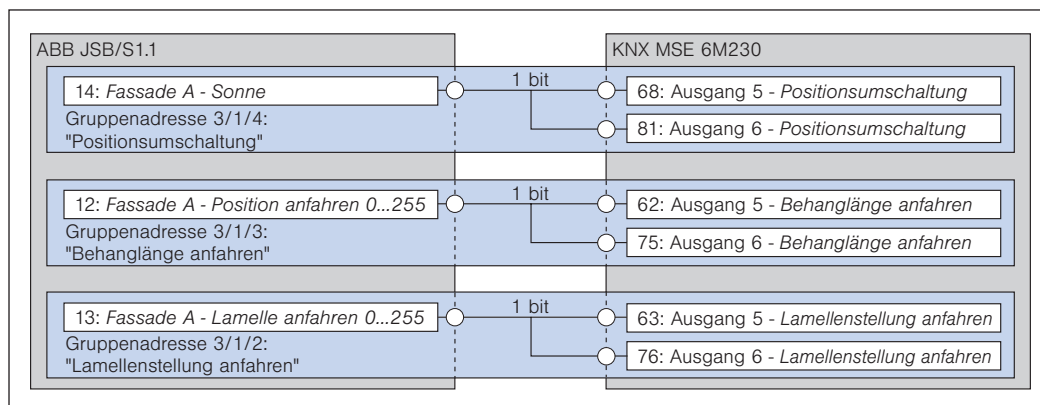 ABB JSB/S1.1
KNX MSE 6M230
14: Fassade A - Sonne
1 bit
68: Ausgang 5 - Positionsumschaltung
Gruppenadresse 3/1/4:
"Positionsumschaltung"
81: Ausgang 6 - Positionsumschaltung
12: Fassade A - Position anfahren 0...255
1 bit
62: Ausgang 5 - Behanglänge anfahren
Gruppenadresse 3/1/3:
"Behanglänge anfahren"
75: Ausgang 6 - Behanglänge anfahren
13: Fassade A - Lamelle anfahren 0...255
1 bit
63: Ausgang 5 - Lamellenstellung anfahren
Gruppenadresse 3/1/2:
"Lamellenstellung anfahren"
76: Ausgang 6 - Lamellenstellung anfahren